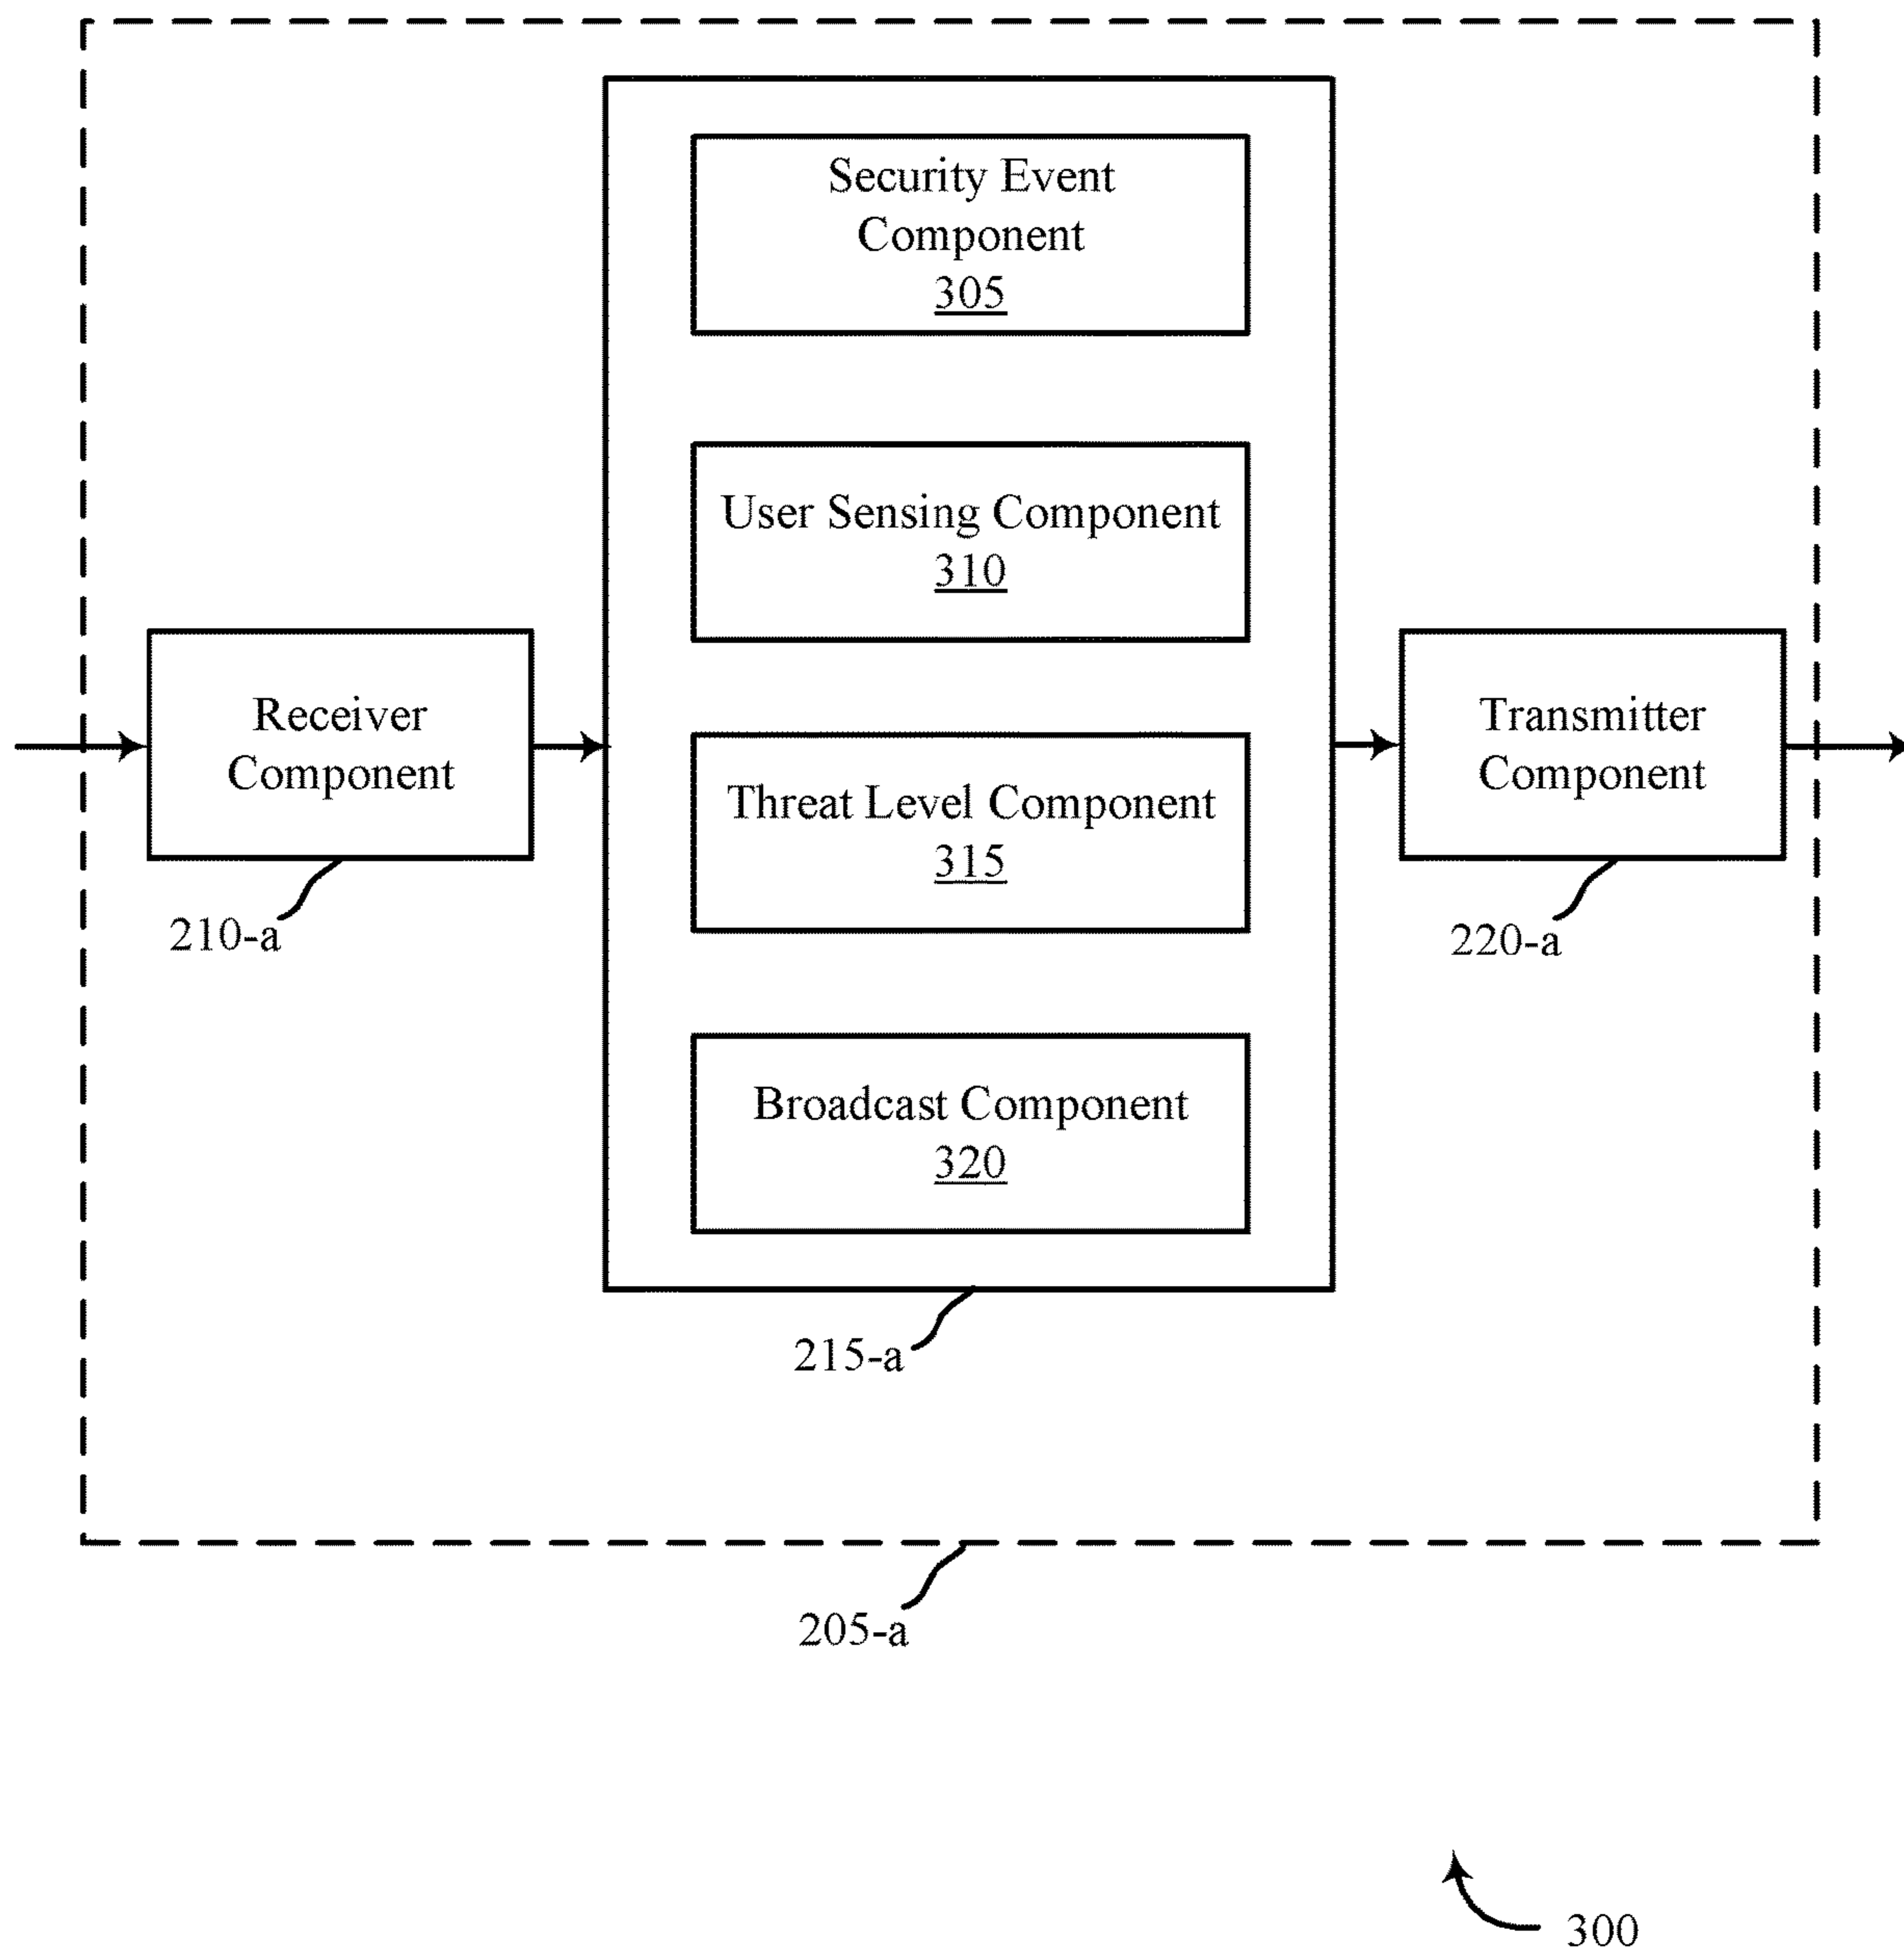 Security Event
Component
305
User Sensing Component
310
Receiver
Component
Threat Level Component
315
Transmitter
Component
210-a
220-a
Broadcast Component
320
215-a
205-a
300